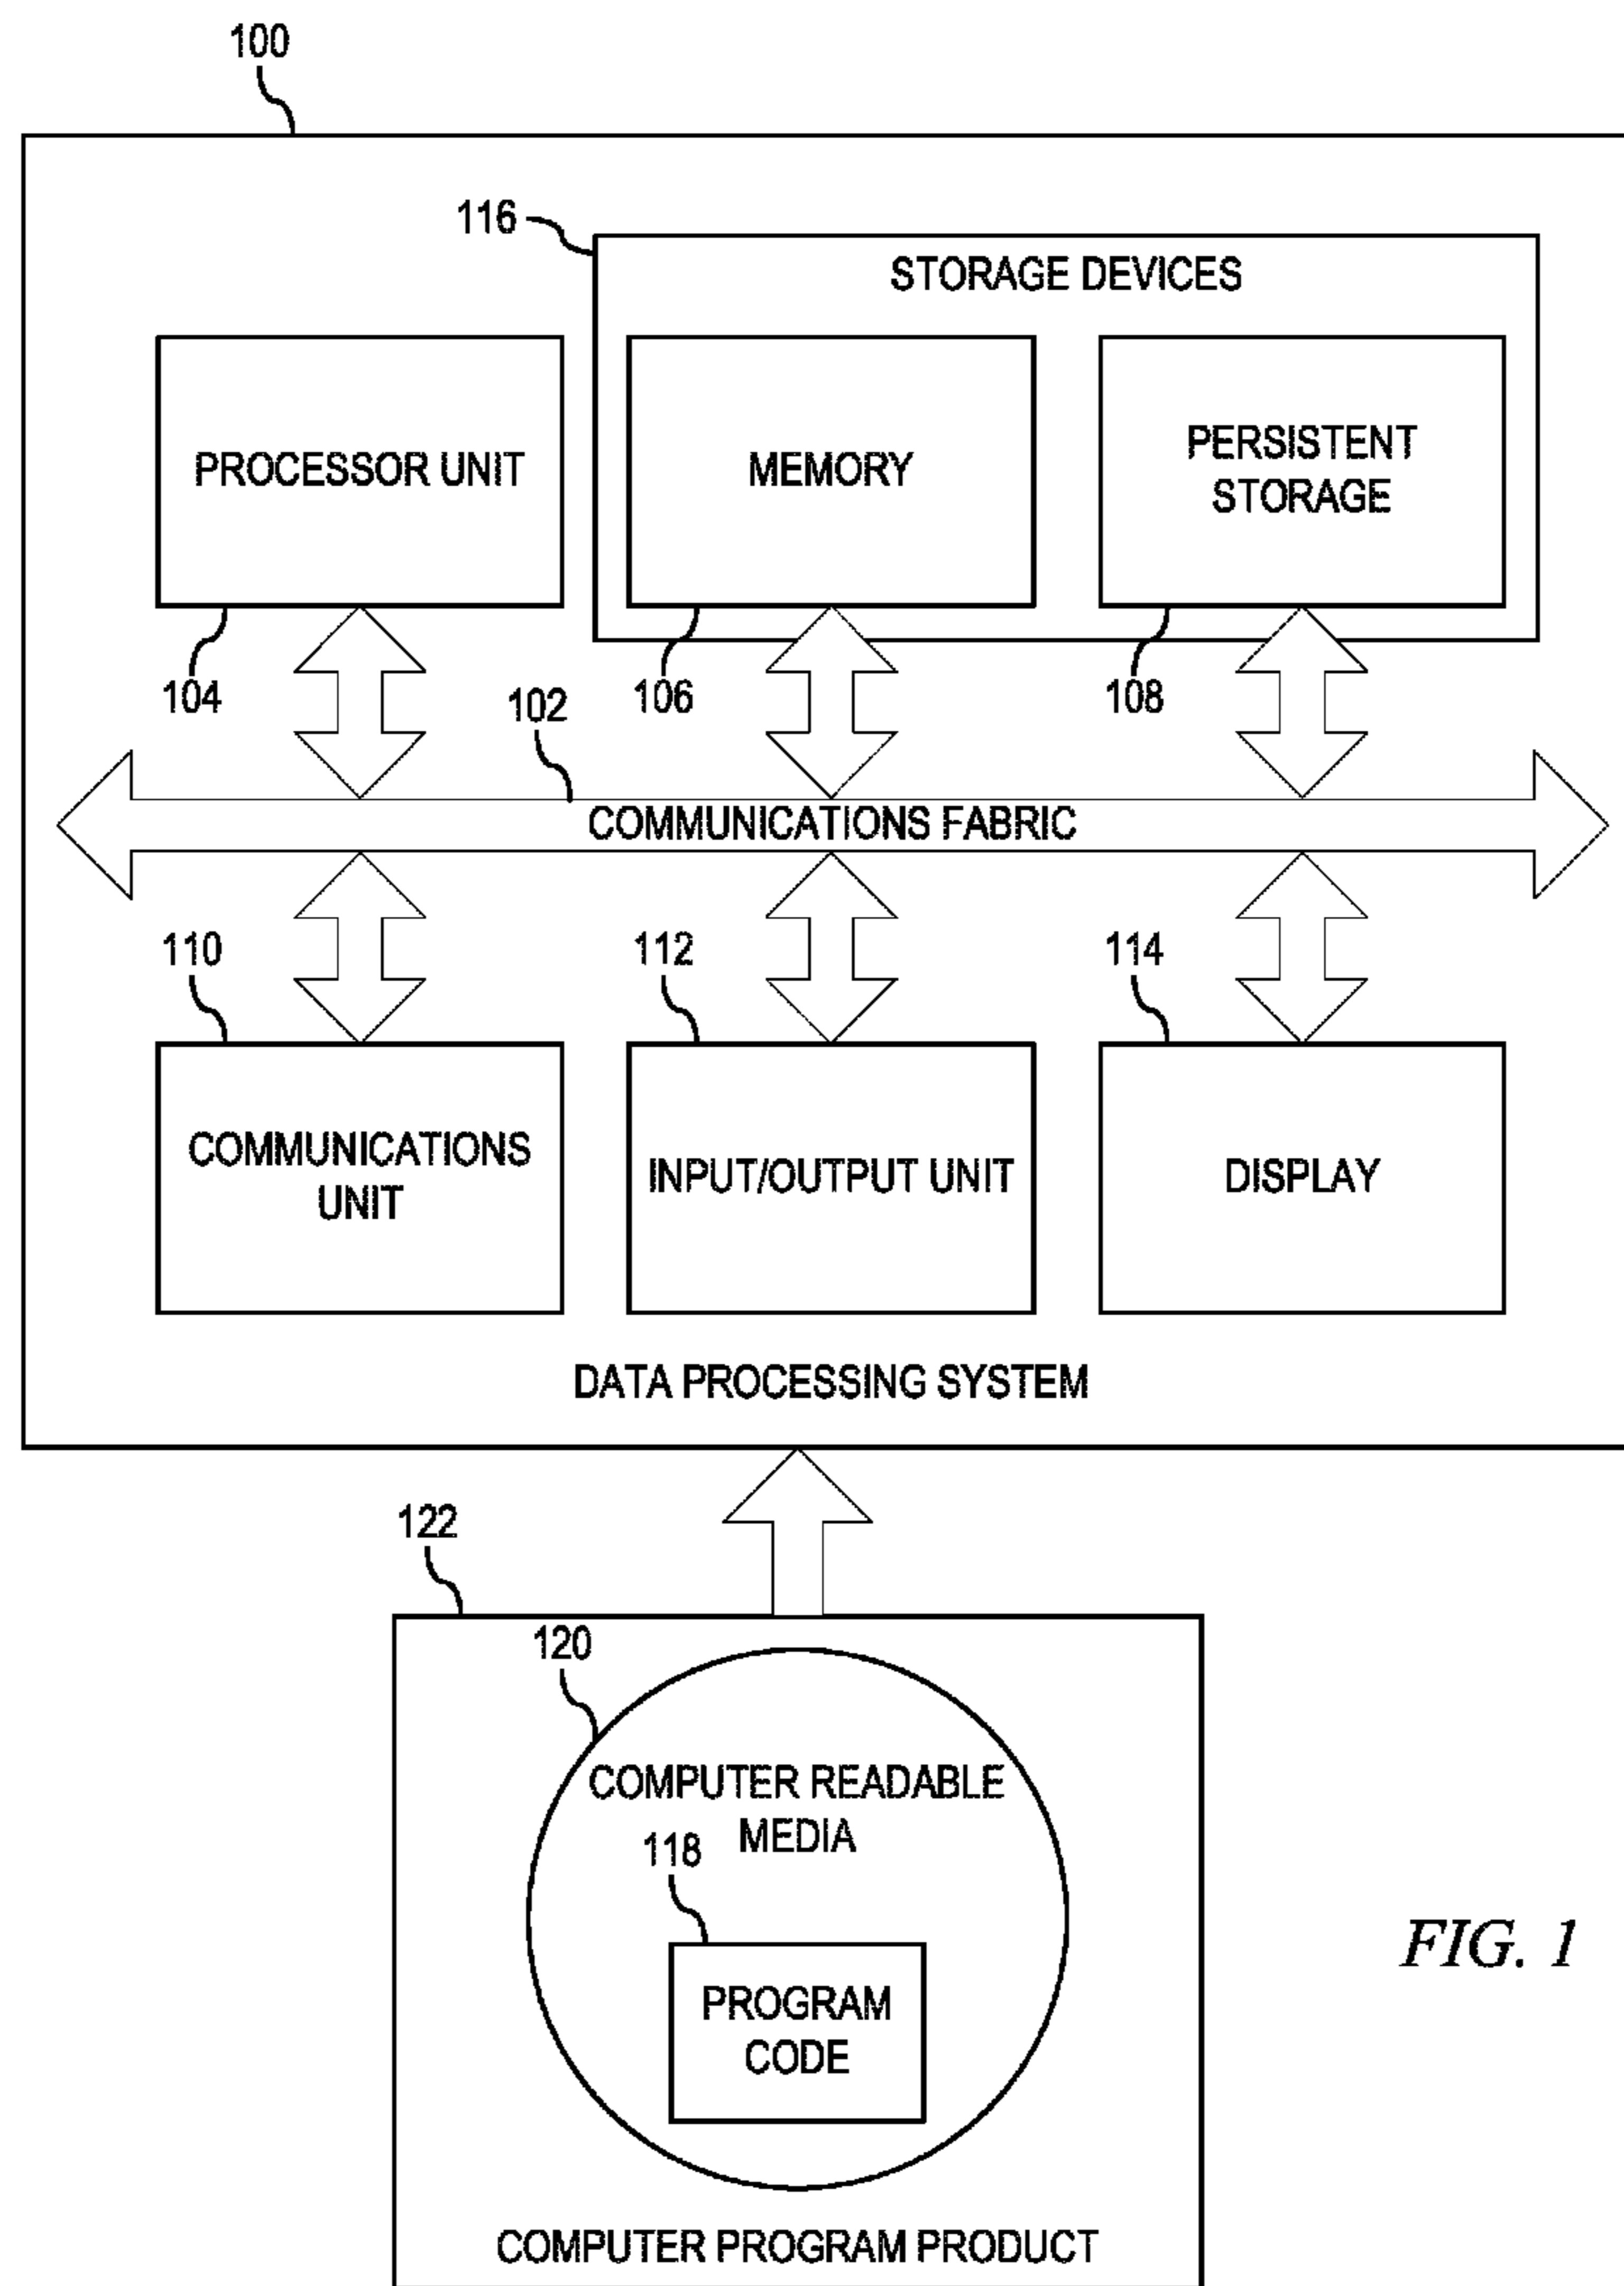 100
116
STORAGE DEVICES
PROCESSOR UNIT
MEMORY
PERSISTENT
STORAGE
104
106
108
102
COMMUNICATIONS FABRIC
110
112
114
COMMUNICATIONS
UNIT
INPUT/OUTPUT UNIT
DISPLAY
DATA PROCESSING SYSTEM
122
120
COMPUTER READABLE
MEDIA
118
PROGRAM
CODE
COMPUTER PROGRAM PRODUCT
FIG. 1